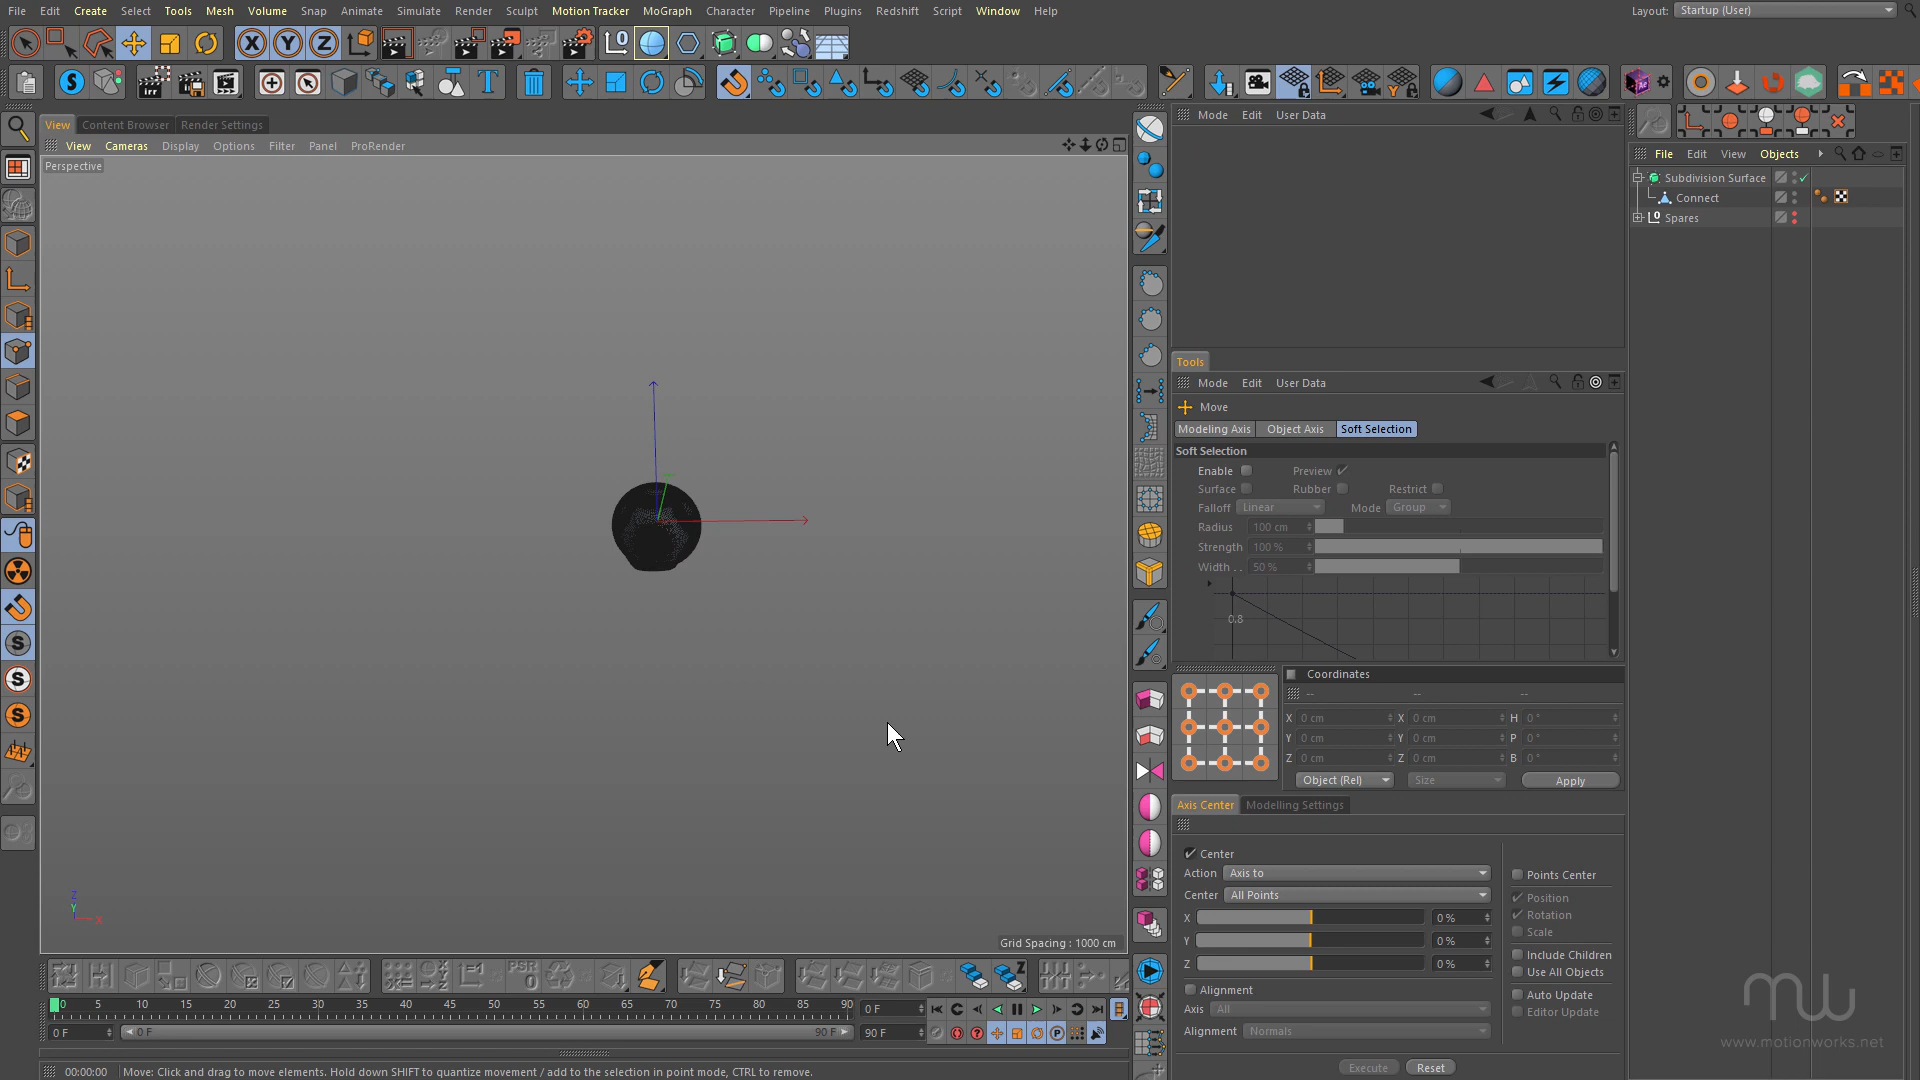 File Edit Create Select Tools Mesh Volume Snap Animate Simulate Render Sculpt Motion Tracker MoGraph Character Pipeline Plugins Redshift Script Window Help Layout: Startup (User)
View Content Browser Render Settings
View Cameras Display Options Filter Panel ProRender
Perspective
Grid Spacing : 1000 cm
Z
Y
X
Mode Edit User Data
File Edit View Objects
Subdivision Surface
Connect
Spares
Tools
Mode Edit User Data
Move
Modeling Axis Object Axis Soft Selection
Soft Selection
Enable Preview
Surface Rubber Restrict
Falloff Linear Mode Group
Radius 100 cm
Strength 100 %
Width . . 50 %
0.8
Coordinates
-- -- --
X 0 cm X 0 cm H 0 °
Y 0 cm Y 0 cm P 0 °
Z 0 cm Z 0 cm B 0 °
Object (Rel) Size Apply
Axis Center Modelling Settings
Center
Action Axis to
Center All Points
X 0 %
Y 0 %
Z 0 %
Alignment
Axis All
Alignment Normals
Points Center
Position
Rotation
Scale
Include Children
Use All Objects
Auto Update
Editor Update
Execute Reset
PSR
0
0 5 10 15 20 25 30 35 40 45 50 55 60 65 70 75 80 85 90 0 F
0 F 0 F 90 F 90 F
00:00:00 Move: Click and drag to move elements. Hold down SHIFT to quantize movement / add to the selection in point mode, CTRL to remove.
mw
www.motionworks.net